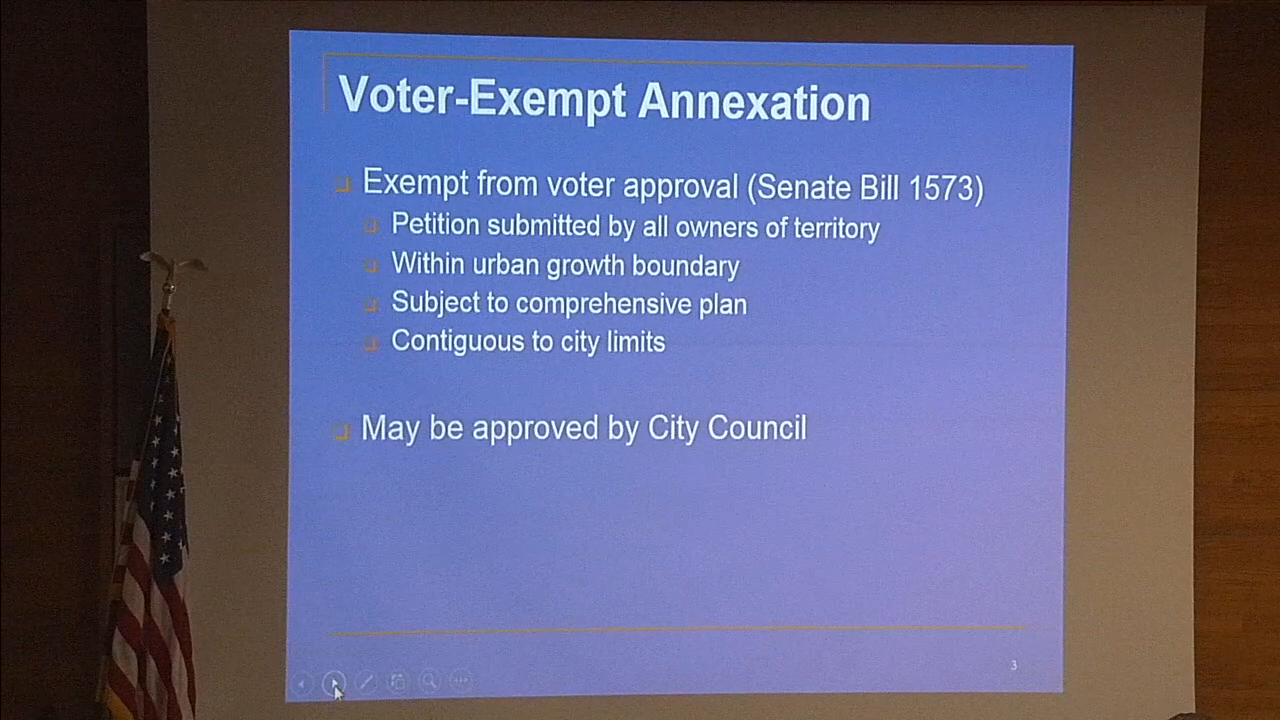 Voter-Exempt Annexation
Exempt from voter approval (Senate Bill 1573)
Petition submitted by all owners of territory
Within urban growth boundary
Subject to comprehensive plan
Contiguous to city limits
May be approved by City Council
3